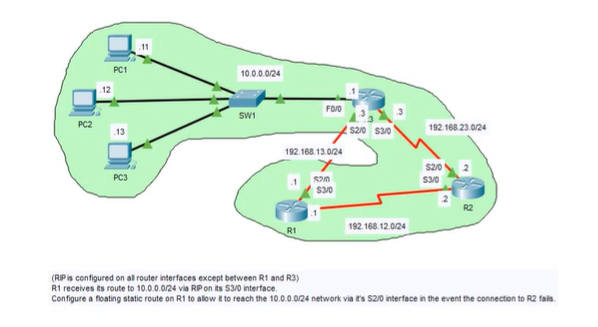 .11
PC1
.12
PC2
.13
PC3
10.0.0.0/24
SW1
F0/0
.1
.3
.3
.3
S2/0
S3/0
192.168.23.0/24
192.168.13.0/24
S2/0
S3/0
.2
.2
R2
.1
S2/0
S3/0
.1
R1
192.168.12.0/24
(RIP is configured on all router interfaces except between R1 and R3)
R1 receives its route to 10.0.0.0/24 via RIP on its S3/0 interface.
Configure a floating static route on R1 to allow it to reach the 10.0.0.0/24 network via it's S2/0 interface in the event the connection to R2 fails.